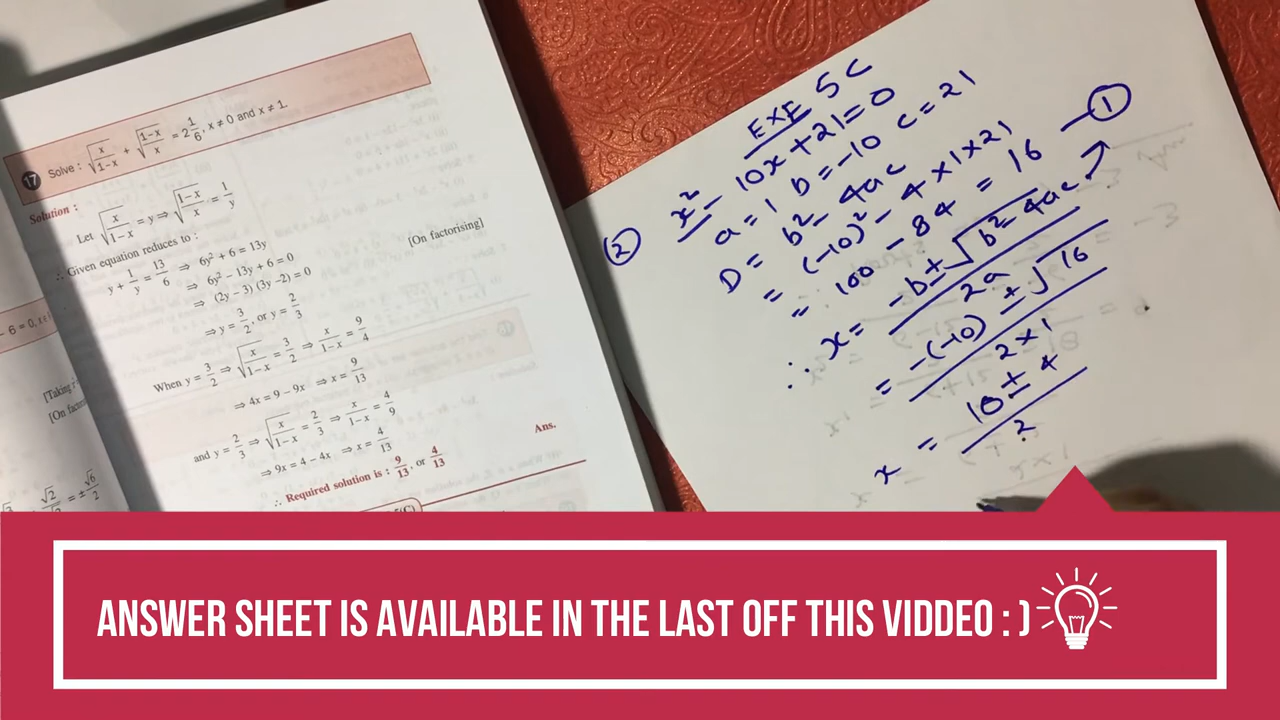 17 Solve : √(x/(1-x)) + √((1-x)/x) = 2 1/6, x ≠ 0 and x ≠ 1.
Solution :
Let √(x/(1-x)) = y ⇒ √((1-x)/x) = 1/y
∴ Given equation reduces to :
y + 1/y = 13/6 ⇒ 6y² + 6 = 13y
⇒ 6y² - 13y + 6 = 0
⇒ (2y - 3) (3y - 2) = 0 [On factorising]
⇒ y = 3/2, or y = 2/3
When y = 3/2 ⇒ √(x/(1-x)) = 3/2 ⇒ x/(1-x) = 9/4
⇒ 4x = 9 - 9x ⇒ x = 9/13
and y = 2/3 ⇒ √(x/(1-x)) = 2/3 ⇒ x/(1-x) = 4/9
⇒ 9x = 4 - 4x ⇒ x = 4/13
∴ Required solution is : 9/13, or 4/13 Ans.
- 6 = 0,
[Taking
[On
= ± √6/2
EXE 5C
② x² - 10x + 21 = 0
a = 1 b = -10 c = 21
D = b² - 4ac
= (-10)² - 4 × 1 × 21
= 100 - 84 = 16 — ①
∴ x = (-b ± √(b² - 4ac))/2a
= (-(-10) ± √16)/(2 × 1)
x = (10 ± 4)/2
ANSWER SHEET IS AVAILABLE IN THE LAST OFF THIS VIDDEO : )